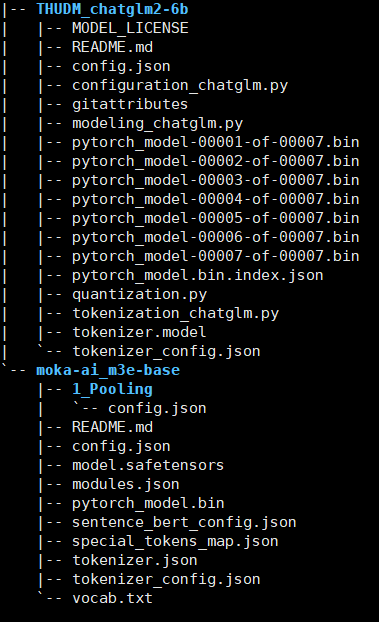 |-- THUDM_chatglm2-6b
|   |-- MODEL_LICENSE
|   |-- README.md
|   |-- config.json
|   |-- configuration_chatglm.py
|   |-- gitattributes
|   |-- modeling_chatglm.py
|   |-- pytorch_model-00001-of-00007.bin
|   |-- pytorch_model-00002-of-00007.bin
|   |-- pytorch_model-00003-of-00007.bin
|   |-- pytorch_model-00004-of-00007.bin
|   |-- pytorch_model-00005-of-00007.bin
|   |-- pytorch_model-00006-of-00007.bin
|   |-- pytorch_model-00007-of-00007.bin
|   |-- pytorch_model.bin.index.json
|   |-- quantization.py
|   |-- tokenization_chatglm.py
|   |-- tokenizer.model
|   `-- tokenizer_config.json
`-- moka-ai_m3e-base
    |-- 1_Pooling
    |   `-- config.json
    |-- README.md
    |-- config.json
    |-- model.safetensors
    |-- modules.json
    |-- pytorch_model.bin
    |-- sentence_bert_config.json
    |-- special_tokens_map.json
    |-- tokenizer.json
    |-- tokenizer_config.json
    `-- vocab.txt